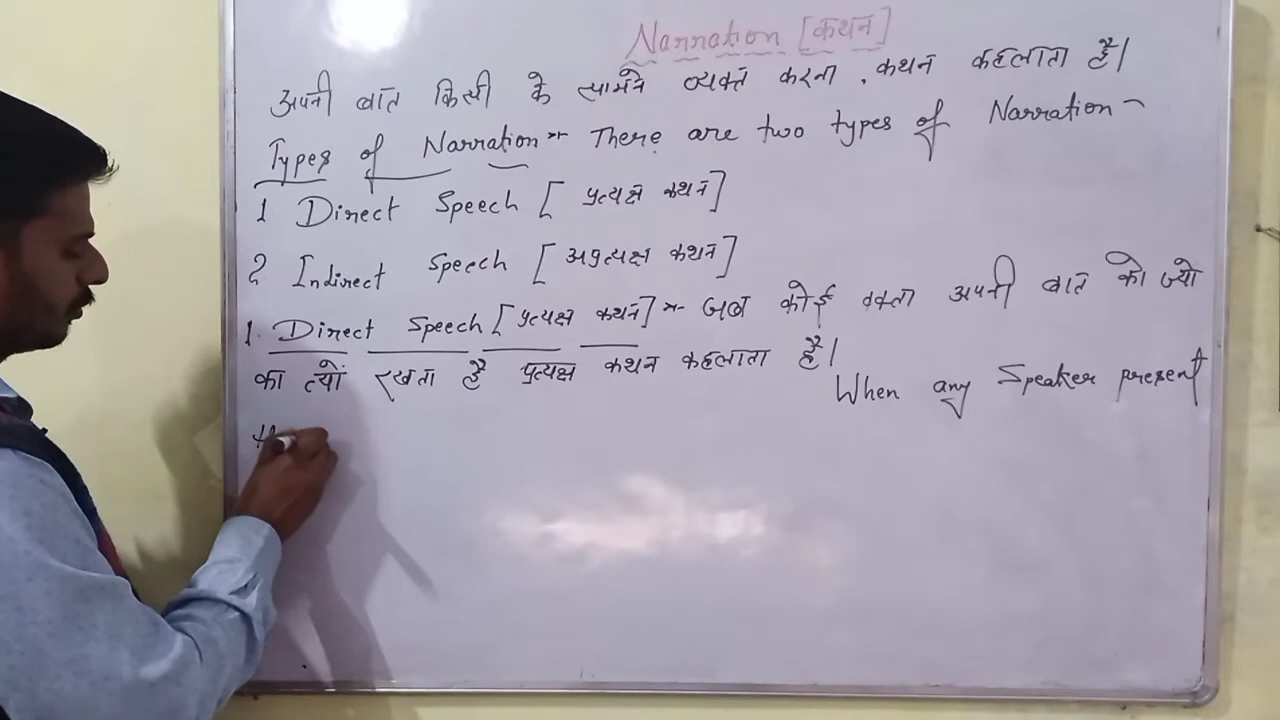 Narration [कथन]
अपनी बात किसी के सामने व्यक्त करना, कथन कहलाता है।
Types of Narration :- There are two types of Narration -
1 Direct Speech [प्रत्यक्ष कथन]
2 Indirect Speech [अप्रत्यक्ष कथन]
1. Direct Speech [प्रत्यक्ष कथन] :- जब कोई वक्ता अपनी बात को ज्यो
का त्यों रखता है प्रत्यक्ष कथन कहलाता है।
When any Speaker present